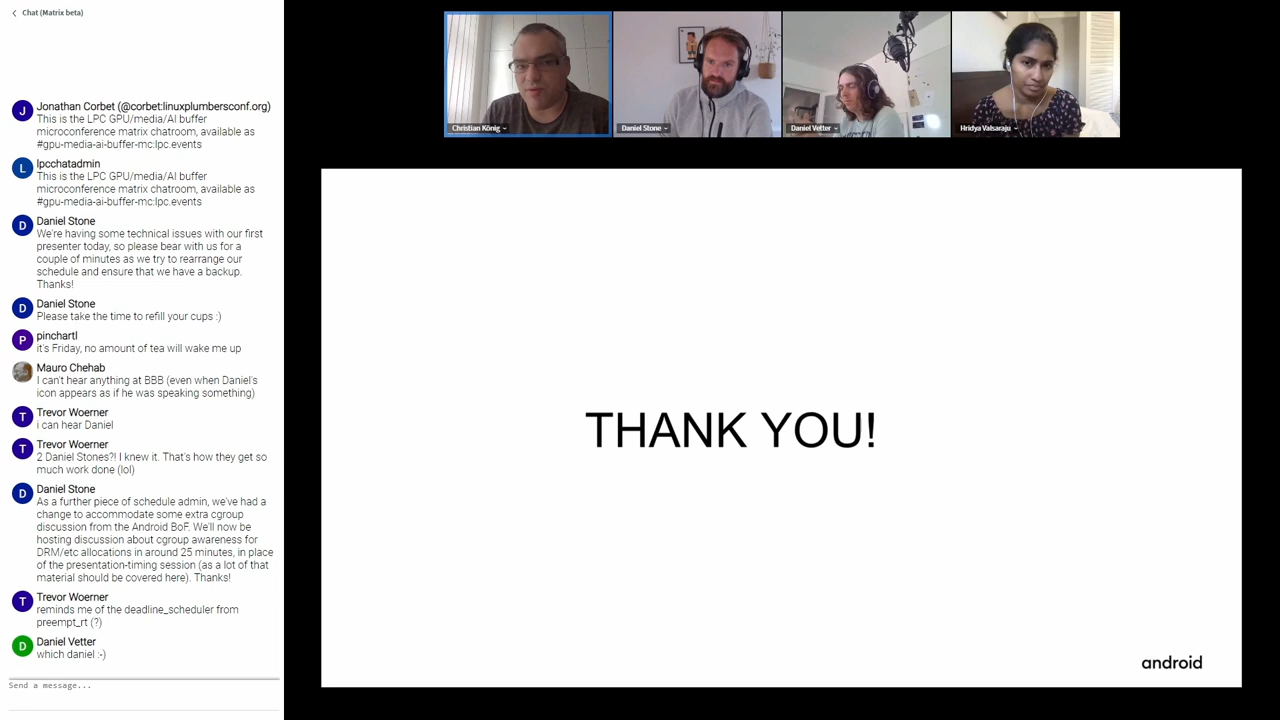 Chat (Matrix beta)
J
Jonathan Corbet (@corbet:linuxplumbersconf.org)
This is the LPC GPU/media/AI buffer
microconference matrix chatroom, available as
#gpu-media-ai-buffer-mc:lpc.events
L
lpcchatadmin
This is the LPC GPU/media/AI buffer
microconference matrix chatroom, available as
#gpu-media-ai-buffer-mc:lpc.events
D
Daniel Stone
We're having some technical issues with our first
presenter today, so please bear with us for a
couple of minutes as we try to rearrange our
schedule and ensure that we have a backup.
Thanks!
D
Daniel Stone
Please take the time to refill your cups :)
P
pinchartl
it's Friday, no amount of tea will wake me up
Mauro Chehab
I can't hear anything at BBB (even when Daniel's
icon appears as if he was speaking something)
T
Trevor Woerner
i can hear Daniel
T
Trevor Woerner
2 Daniel Stones?! I knew it. That's how they get so
much work done (lol)
D
Daniel Stone
As a further piece of schedule admin, we've had a
change to accommodate some extra cgroup
discussion from the Android BoF. We'll now be
hosting discussion about cgroup awareness for
DRM/etc allocations in around 25 minutes, in place
of the presentation-timing session (as a lot of that
material should be covered here). Thanks!
T
Trevor Woerner
reminds me of the deadline_scheduler from
preempt_rt (?)
D
Daniel Vetter
which daniel :-)
Send a message...
Christian König
Daniel Stone
Daniel Vetter
Hridya Valsaraju
THANK YOU!
android